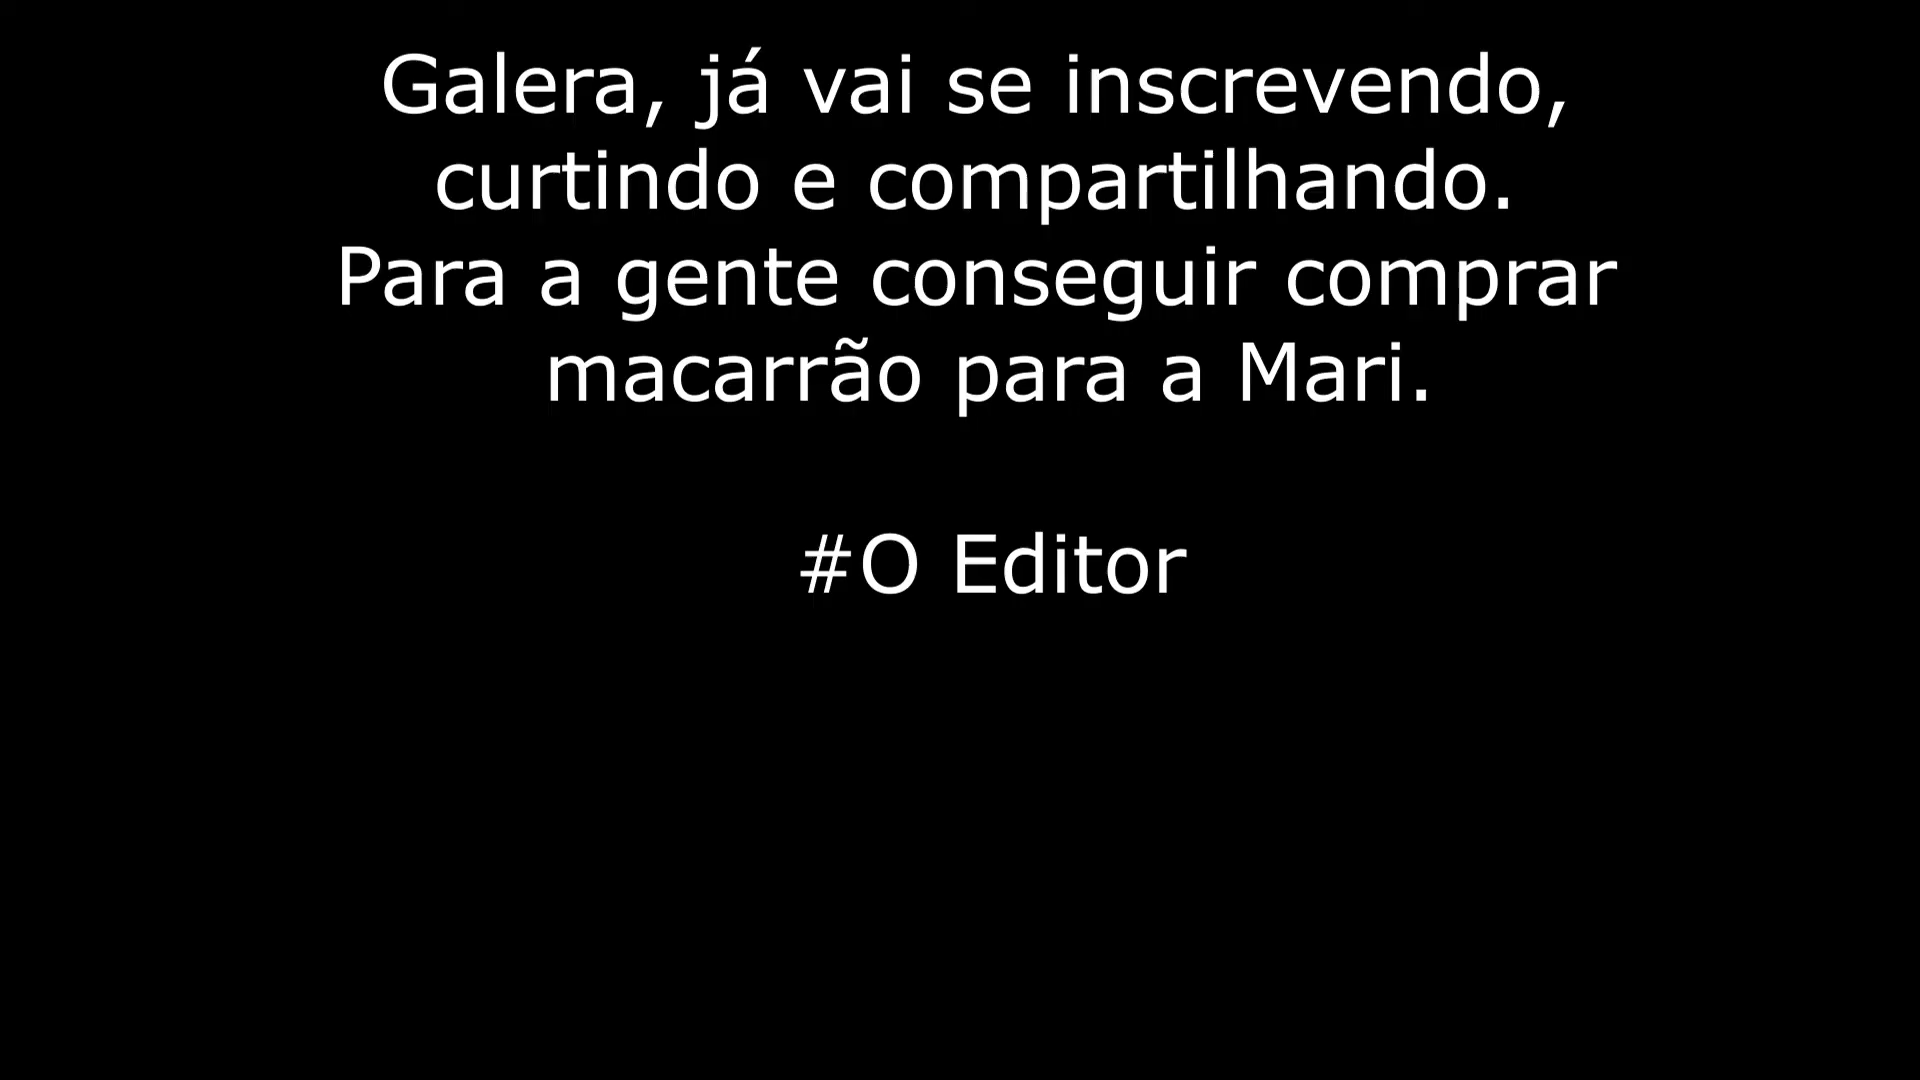 Galera, já vai se inscrevendo,
curtindo e compartilhando.
Para a gente conseguir comprar
macarrão para a Mari.
#O Editor